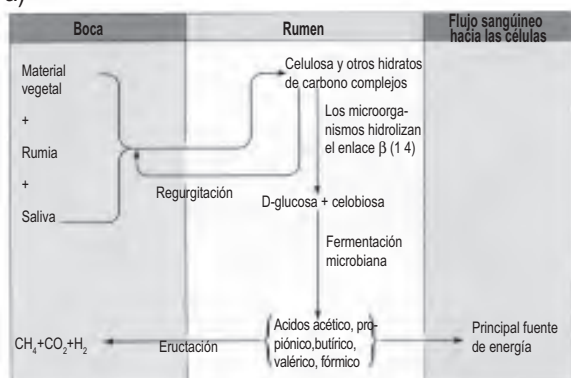 a)
Boca
Rumen
Flujo sangúineo
hacia las células
Material
vegetal
+
Rumia
+
Saliva
Regurgitación
Celulosa y otros hidratos
de carbono complejos
Los microorga-
nismos hidrolizan
el enlace β (1 4)
D-glucosa + celobiosa
Fermentación
microbiana
Acidos acético, pro-
piónico,butírico,
valérico, fórmico
Eructación
CH₄+CO₂+H₂
Principal fuente
de energía